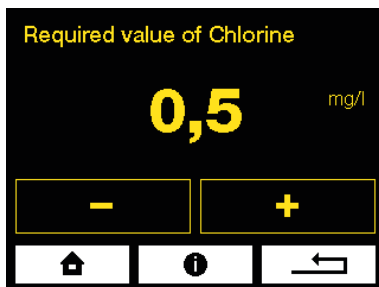 Required value of Chlorine
0,5 mg/l
- +